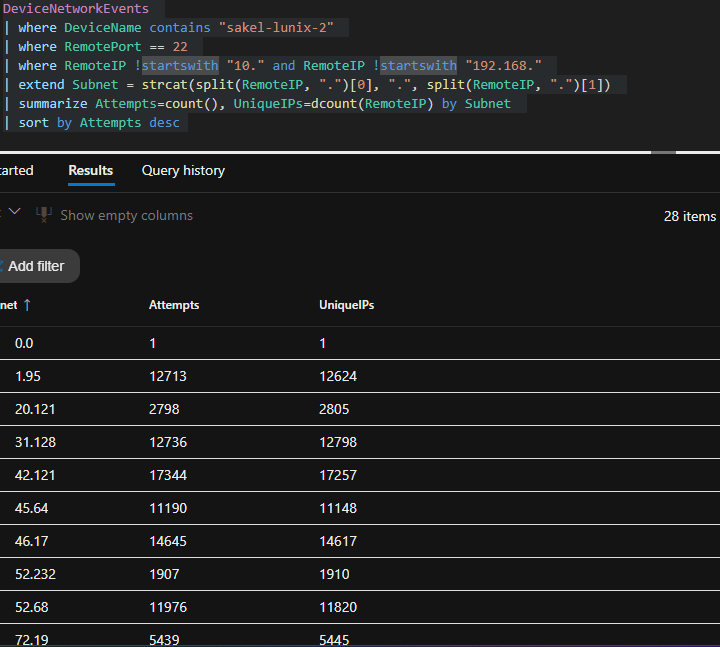 DeviceNetworkEvents
| where DeviceName contains "sakel-lunix-2"
| where RemotePort == 22
| where RemoteIP !startswith "10." and RemoteIP !startswith "192.168."
| extend Subnet = strcat(split(RemoteIP, ".")[0], ".", split(RemoteIP, ".")[1])
| summarize Attempts=count(), UniqueIPs=dcount(RemoteIP) by Subnet
| sort by Attempts desc
tarted Results Query history
Show empty columns 28 items
Add filter
net ↑ Attempts UniqueIPs
0.0 1 1
1.95 12713 12624
20.121 2798 2805
31.128 12736 12798
42.121 17344 17257
45.64 11190 11148
46.17 14645 14617
52.232 1907 1910
52.68 11976 11820
72.19 5439 5445